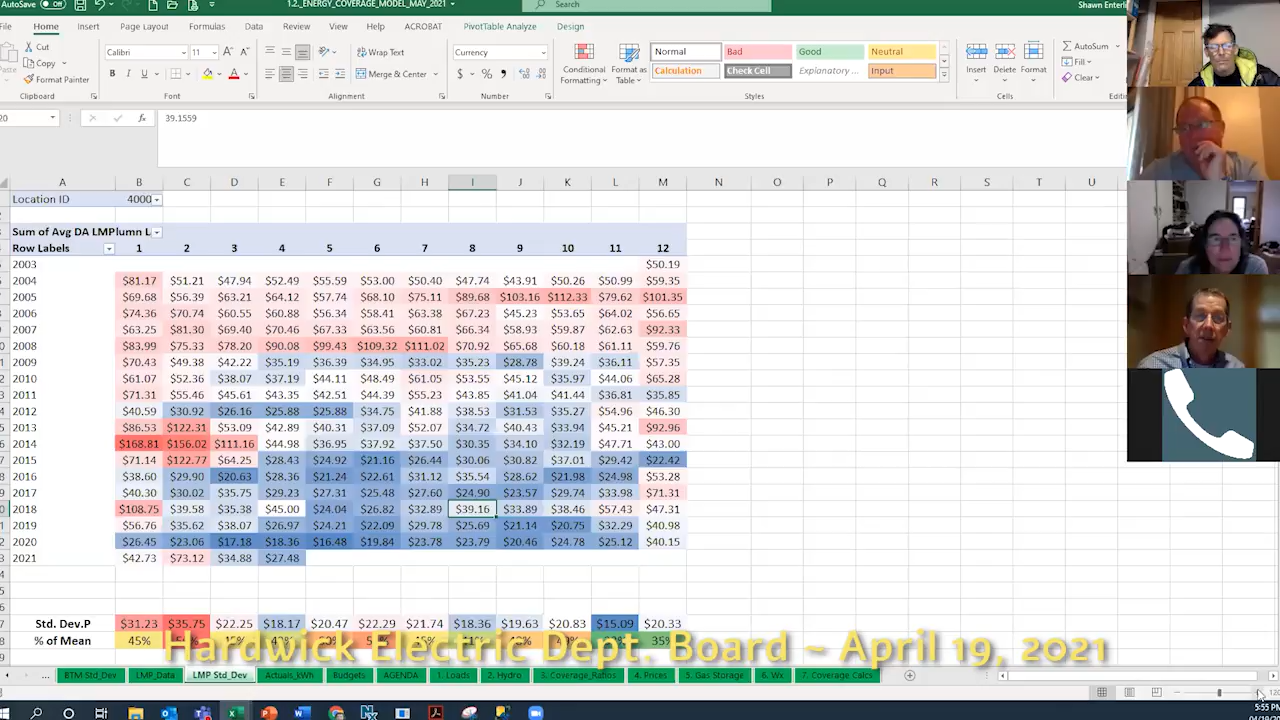 AutoSave Off 1.2_ENERGY_COVERAGE_MODEL_MAY_2021 Search Shawn Enterli
File Home Insert Page Layout Formulas Data Review View Help ACROBAT PivotTable Analyze Design
Cut
Copy
Format Painter
Paste
Calibri 11
Wrap Text
Merge & Center
Currency
Conditional Formatting
Format as Table
Normal Bad Good Neutral
Calculation Check Cell Explanatory ... Input
Insert Delete Format
AutoSum
Fill
Clear
Clipboard Font Alignment Number Styles Cells Editin
20 fx 39.1559
A B C D E F G H I J K L M N O P Q R S T U V
Location ID 4000
Sum of Avg DA LMP lumn L
Row Labels 1 2 3 4 5 6 7 8 9 10 11 12
2003 $50.19
2004 $81.17 $51.21 $47.94 $52.49 $55.59 $53.00 $50.40 $47.74 $43.91 $50.26 $50.99 $59.35
2005 $69.68 $56.39 $63.21 $64.12 $57.74 $68.10 $75.11 $89.68 $103.16 $112.33 $79.62 $101.35
2006 $74.36 $70.74 $60.55 $60.88 $56.34 $58.41 $63.38 $67.23 $45.23 $53.65 $64.02 $56.65
2007 $63.25 $81.30 $69.40 $70.46 $67.33 $63.56 $60.81 $66.34 $58.93 $59.87 $62.63 $92.33
2008 $83.99 $75.33 $78.20 $90.08 $99.43 $109.32 $111.02 $70.92 $65.68 $60.18 $61.11 $59.76
2009 $70.43 $49.38 $42.22 $35.19 $36.39 $34.95 $33.02 $35.23 $28.78 $39.24 $36.11 $57.35
2010 $61.07 $52.36 $38.07 $37.19 $44.11 $48.49 $61.05 $53.55 $45.12 $35.97 $44.06 $65.28
2011 $71.31 $55.46 $45.61 $43.35 $42.51 $44.39 $55.23 $43.85 $41.04 $41.44 $36.81 $35.85
2012 $40.59 $30.92 $26.16 $25.88 $25.88 $34.75 $41.88 $38.53 $31.53 $35.27 $54.96 $46.30
2013 $86.53 $122.31 $53.09 $42.89 $40.31 $37.09 $52.07 $34.72 $40.43 $33.94 $45.21 $92.96
2014 $168.81 $156.02 $111.16 $44.98 $36.95 $37.92 $37.50 $30.35 $34.10 $32.19 $47.71 $43.00
2015 $71.14 $122.77 $64.25 $28.43 $24.92 $21.16 $26.44 $30.06 $30.82 $37.01 $29.42 $22.42
2016 $38.60 $29.90 $20.63 $28.36 $21.24 $22.61 $31.12 $35.54 $28.62 $21.98 $24.98 $53.28
2017 $40.30 $30.02 $35.75 $29.23 $27.31 $25.48 $27.60 $24.90 $23.57 $29.74 $33.98 $71.31
2018 $108.75 $39.58 $35.38 $45.00 $24.04 $26.82 $32.89 $39.16 $33.89 $38.46 $57.43 $47.31
2019 $56.76 $35.62 $38.07 $26.97 $24.21 $22.09 $29.78 $25.69 $21.14 $20.75 $32.29 $40.98
2020 $26.45 $23.06 $17.18 $18.36 $16.48 $19.84 $23.78 $23.79 $20.46 $24.78 $25.12 $40.15
2021 $42.73 $73.12 $34.88 $27.48
Std. Dev.P $31.23 $35.75 $22.25 $18.17 $20.47 $22.29 $21.74 $18.36 $19.63 $20.83 $15.09 $20.33
% of Mean 45% 35%
Hardwick Electric Dept. Board ~ April 19, 2021
... BTM Std_Dev LMP_Data LMP Std_Dev Actuals_kWh Budgets AGENDA 1. Loads 2. Hydro 3. Coverage_Ratios 4. Prices 5. Gas Storage 6. Wx 7. Coverage Calcs
120
5:55 PM